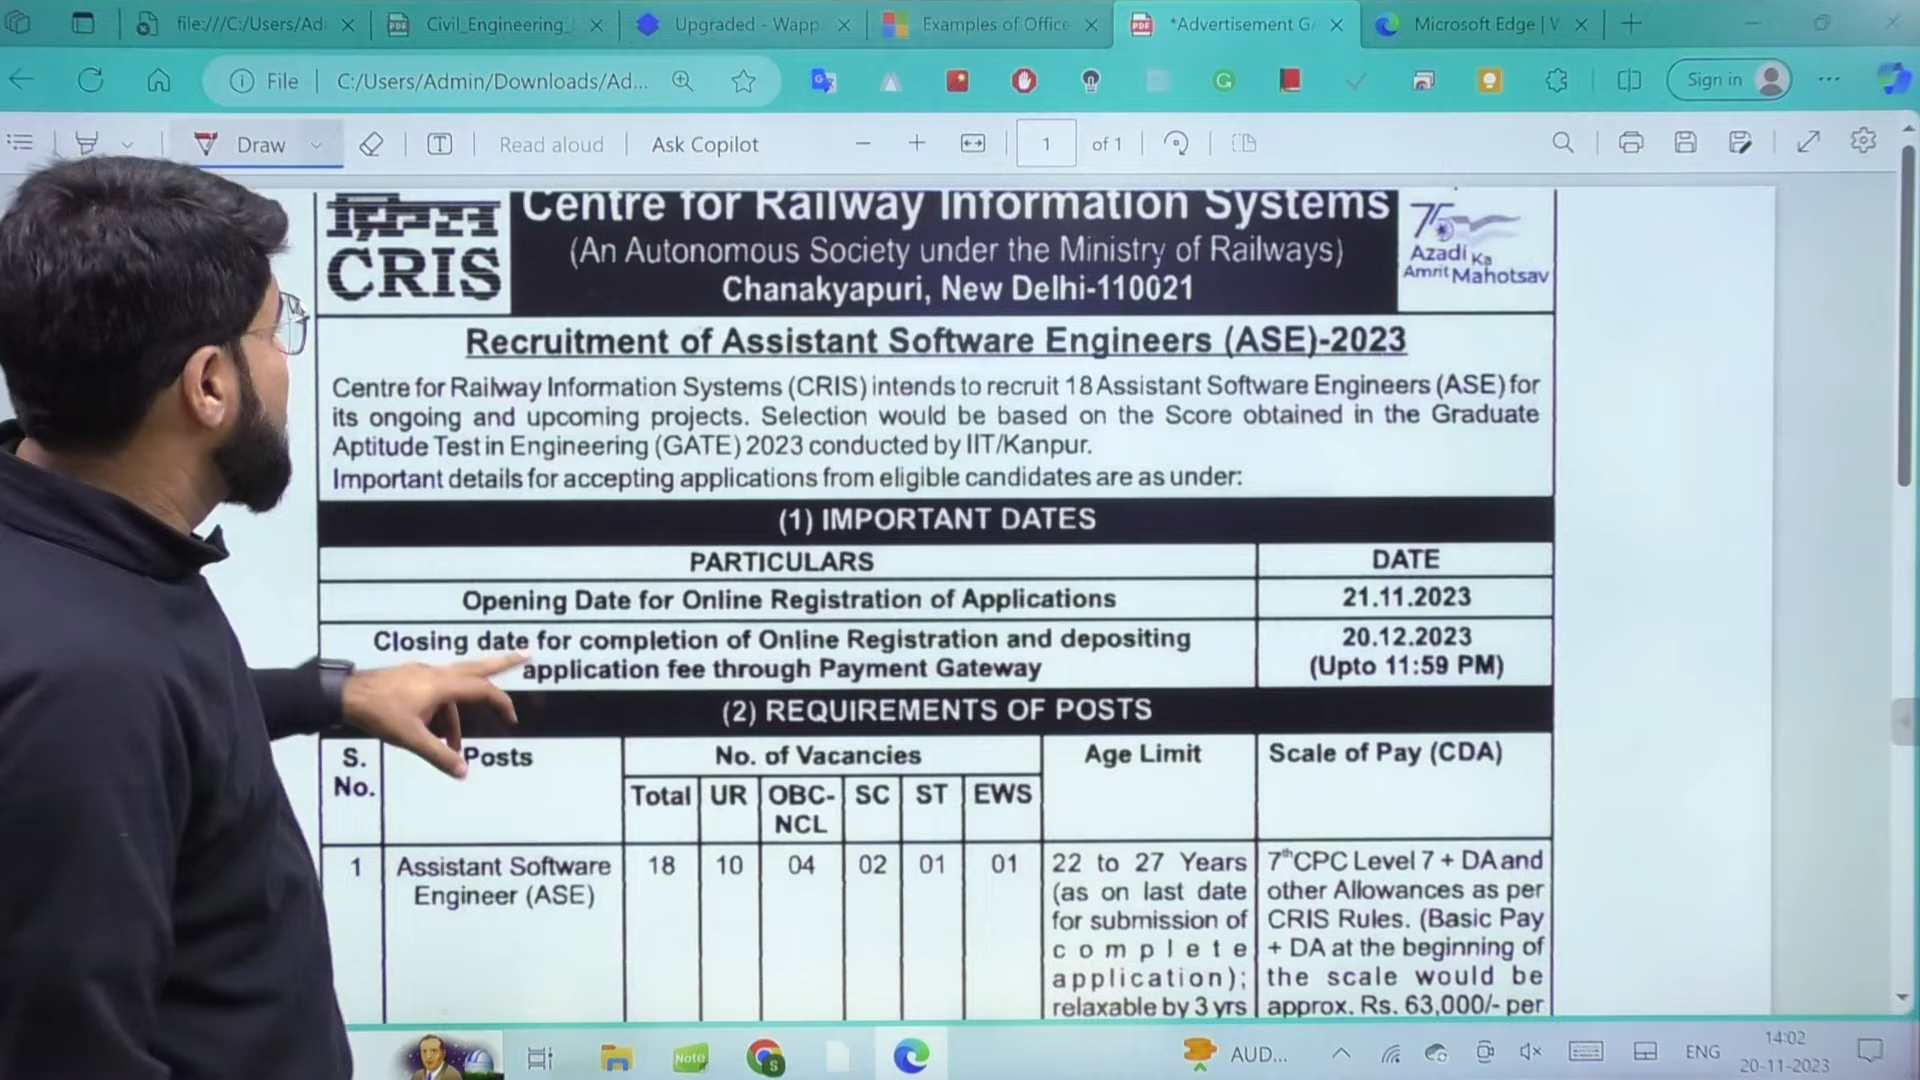 file:///C:/Users/Ad
Civil_Engineering_
Upgraded - Wapp
Examples of Office
*Advertisement GA
Microsoft Edge | V
File
C:/Users/Admin/Downloads/Ad...
Sign in
Draw
Read aloud
Ask Copilot
1
of 1
CRIS
Centre for Railway Information Systems
(An Autonomous Society under the Ministry of Railways)
Chanakyapuri, New Delhi-110021
75
Azadi Ka
Amrit Mahotsav
Recruitment of Assistant Software Engineers (ASE)-2023
Centre for Railway Information Systems (CRIS) intends to recruit 18 Assistant Software Engineers (ASE) for
its ongoing and upcoming projects. Selection would be based on the Score obtained in the Graduate
Aptitude Test in Engineering (GATE) 2023 conducted by IIT/Kanpur.
Important details for accepting applications from eligible candidates are as under:
(1) IMPORTANT DATES
PARTICULARS
DATE
Opening Date for Online Registration of Applications
21.11.2023
Closing date for completion of Online Registration and depositing
application fee through Payment Gateway
20.12.2023
(Upto 11:59 PM)
(2) REQUIREMENTS OF POSTS
S.
No.
Posts
No. of Vacancies
Total
UR
OBC-
NCL
SC
ST
EWS
Age Limit
Scale of Pay (CDA)
1
Assistant Software
Engineer (ASE)
18
10
04
02
01
01
22 to 27 Years
(as on last date
for submission of
complete
application);
relaxable by 3 yrs
7thCPC Level 7 + DA and
other Allowances as per
CRIS Rules. (Basic Pay
+ DA at the beginning of
the scale would be
approx. Rs. 63,000/- per
Note
AUD...
ENG
14:02
20-11-2023